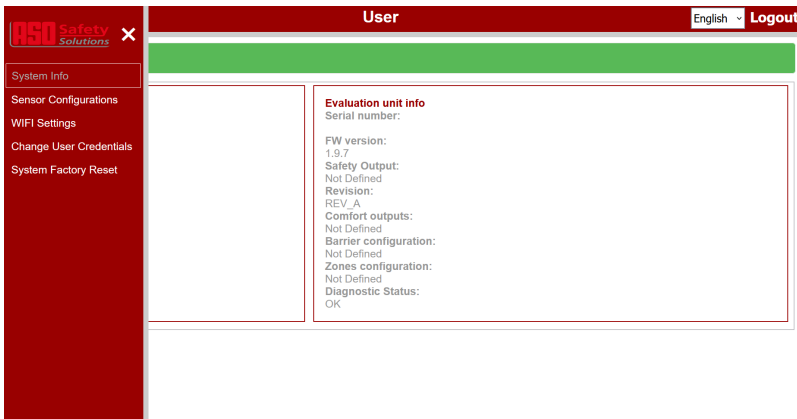 ASO Safety
Solutions
×
User
English
Logout
System Info
Sensor Configurations
WIFI Settings
Change User Credentials
System Factory Reset
Evaluation unit info
Serial number:
FW version:
1.9.7
Safety Output:
Not Defined
Revision:
REV_A
Comfort outputs:
Not Defined
Barrier configuration:
Not Defined
Zones configuration:
Not Defined
Diagnostic Status:
OK